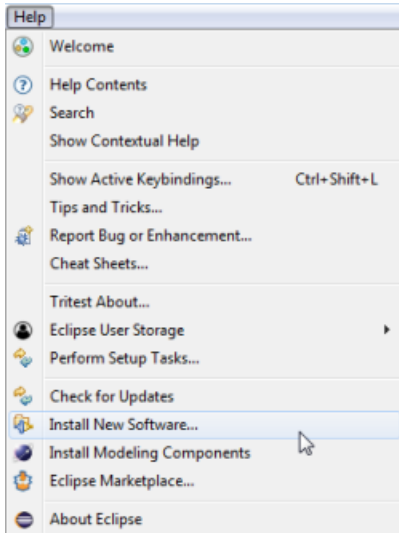 Help
Welcome
Help Contents
Search
Show Contextual Help
Show Active Keybindings... Ctrl+Shift+L
Tips and Tricks...
Report Bug or Enhancement...
Cheat Sheets...
Tritest About...
Eclipse User Storage
Perform Setup Tasks...
Check for Updates
Install New Software...
Install Modeling Components
Eclipse Marketplace...
About Eclipse